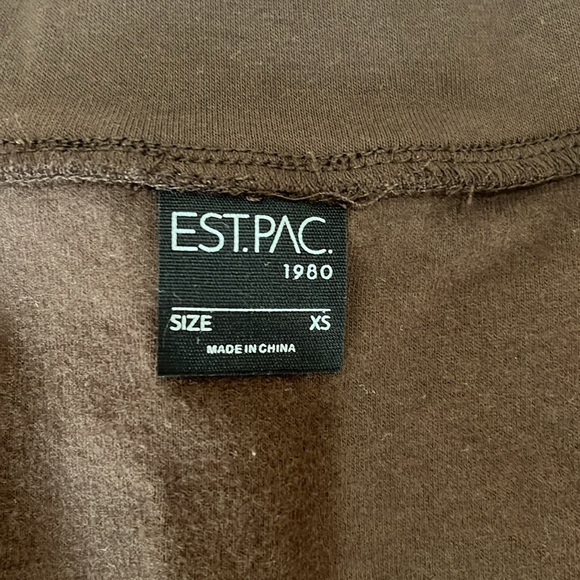 EST.PAC.
1980
SIZE XS
MADE IN CHINA